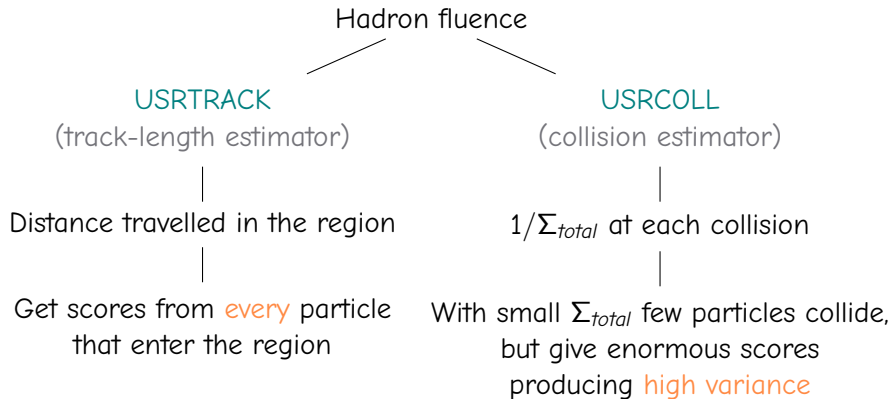 Hadron fluence
USRTRACK
(track-length estimator)
Distance travelled in the region
Get scores from every particle
that enter the region
USRCOLL
(collision estimator)
1/Σ_total at each collision
With small Σ_total few particles collide,
but give enormous scores
producing high variance